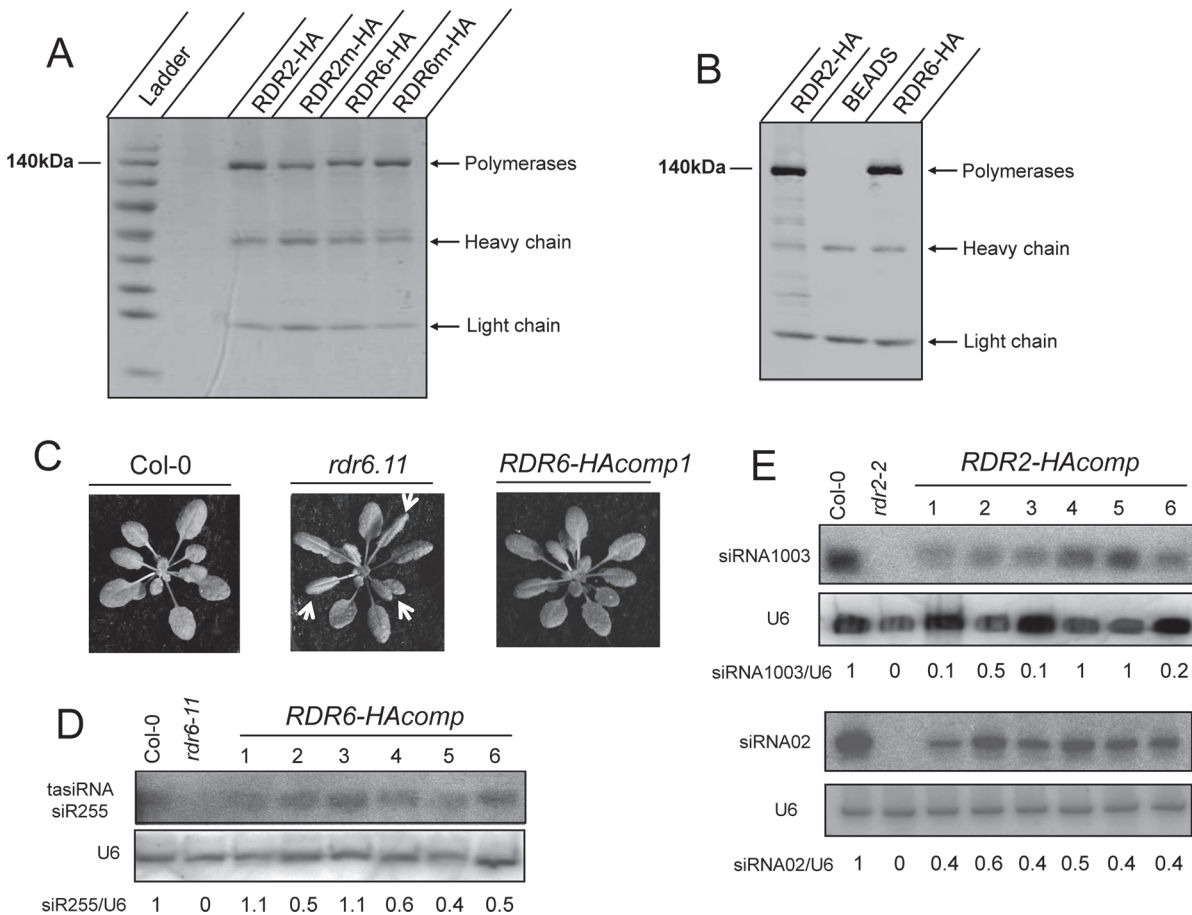 A
Ladder
RDR2-HA
RDR2m-HA
RDR6-HA
RDR6m-HA
140kDa
Polymerases
Heavy chain
Light chain
B
RDR2-HA
BEADS
RDR6-HA
140kDa
Polymerases
Heavy chain
Light chain
C
Col-0
rdr6.11
RDR6-HAcomp1
D
Col-0
rdr6-11
RDR6-HAcomp
1 2 3 4 5 6
tasiRNA
siR255
U6
siR255/U6 1 0 1.1 0.5 1.1 0.6 0.4 0.5
E
Col-0
rdr2-2
RDR2-HAcomp
1 2 3 4 5 6
siRNA1003
U6
siRNA1003/U6 1 0 0.1 0.5 0.1 1 1 0.2
siRNA02
U6
siRNA02/U6 1 0 0.4 0.6 0.4 0.5 0.4 0.4